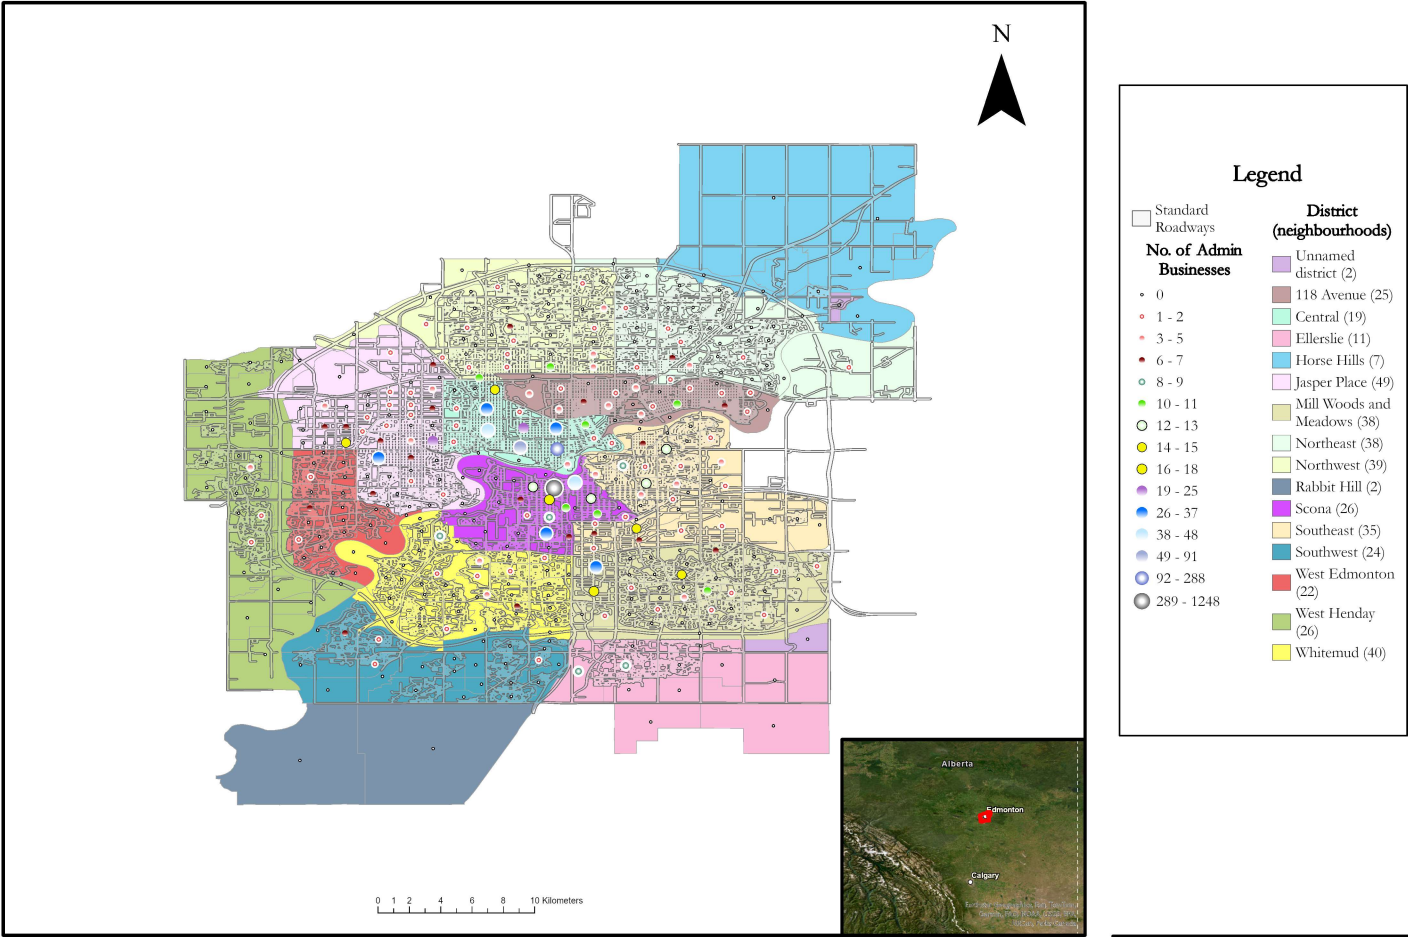 N
Legend
Standard
Roadways
No. of Admin
Businesses
0
1 - 2
3 - 5
6 - 7
8 - 9
10 - 11
12 - 13
14 - 15
16 - 18
19 - 25
26 - 37
38 - 48
49 - 91
92 - 288
289 - 1248
District
(neighbourhoods)
Unnamed
district (2)
118 Avenue (25)
Central (19)
Ellerslie (11)
Horse Hills (7)
Jasper Place (49)
Mill Woods and
Meadows (38)
Northeast (38)
Northwest (39)
Rabbit Hill (2)
Scona (26)
Southeast (35)
Southwest (24)
West Edmonton
(22)
West Henday
(26)
Whitemud (40)
Alberta
Edmonton
Calgary
0 1 2 4 6 8 10 Kilometers